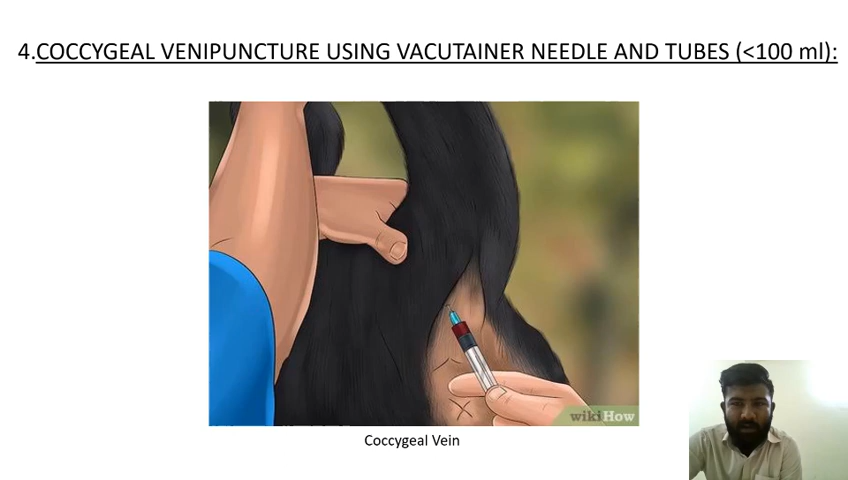 4.COCCYGEAL VENIPUNCTURE USING VACUTAINER NEEDLE AND TUBES (<100 ml):
wikiHow
Coccygeal Vein